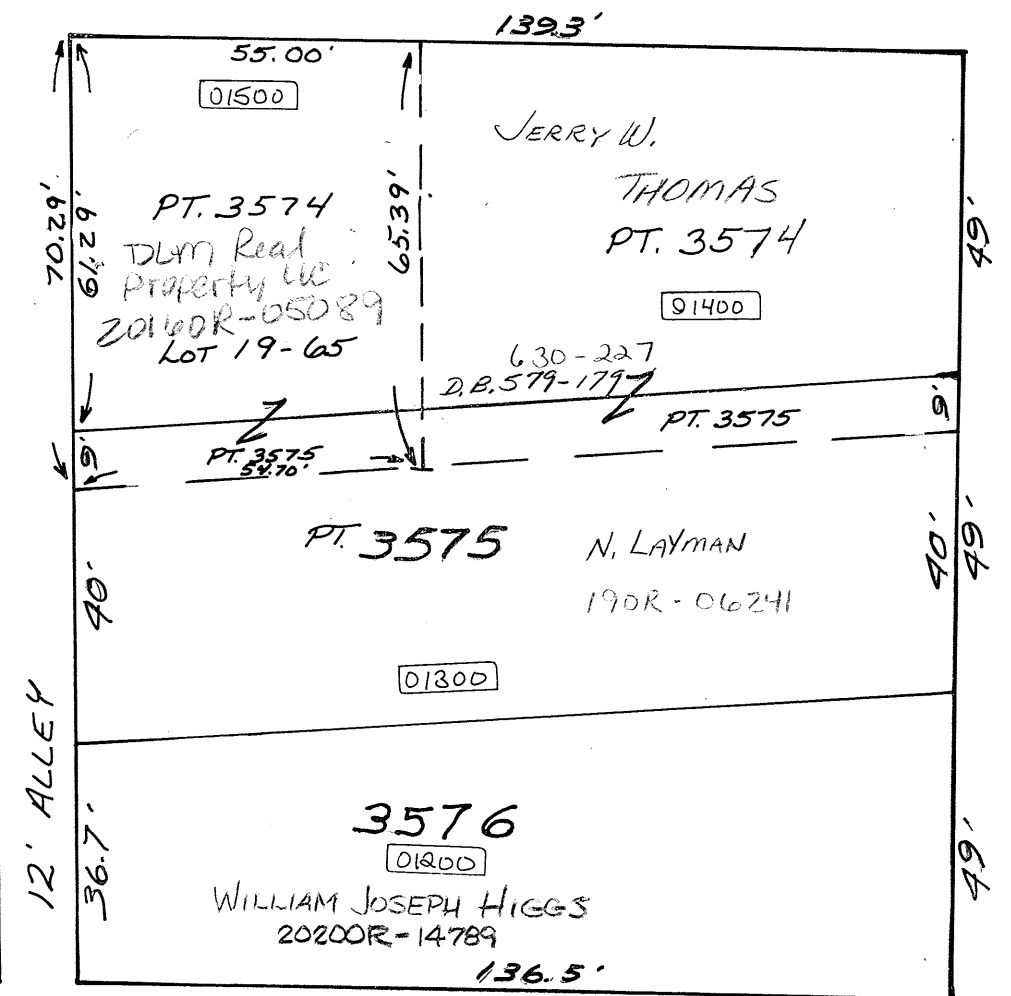 139.3'
55.00'
01500
JERRY W.
THOMAS
PT. 3574
01400
49'
70.29'
61.29'
65.39'
PT. 3574
DLM Real
Property LLC
20160R-05089
LOT 19-65
630-227
D.B. 579-179
9'
PT. 3575
54.70'
PT. 3575
9'
PT. 3575
N. LAYMAN
190R-06241
40'
40'
49'
01300
12' ALLEY
36.7'
3576
01200
WILLIAM JOSEPH HIGGS
20200R-14789
49'
136.5'